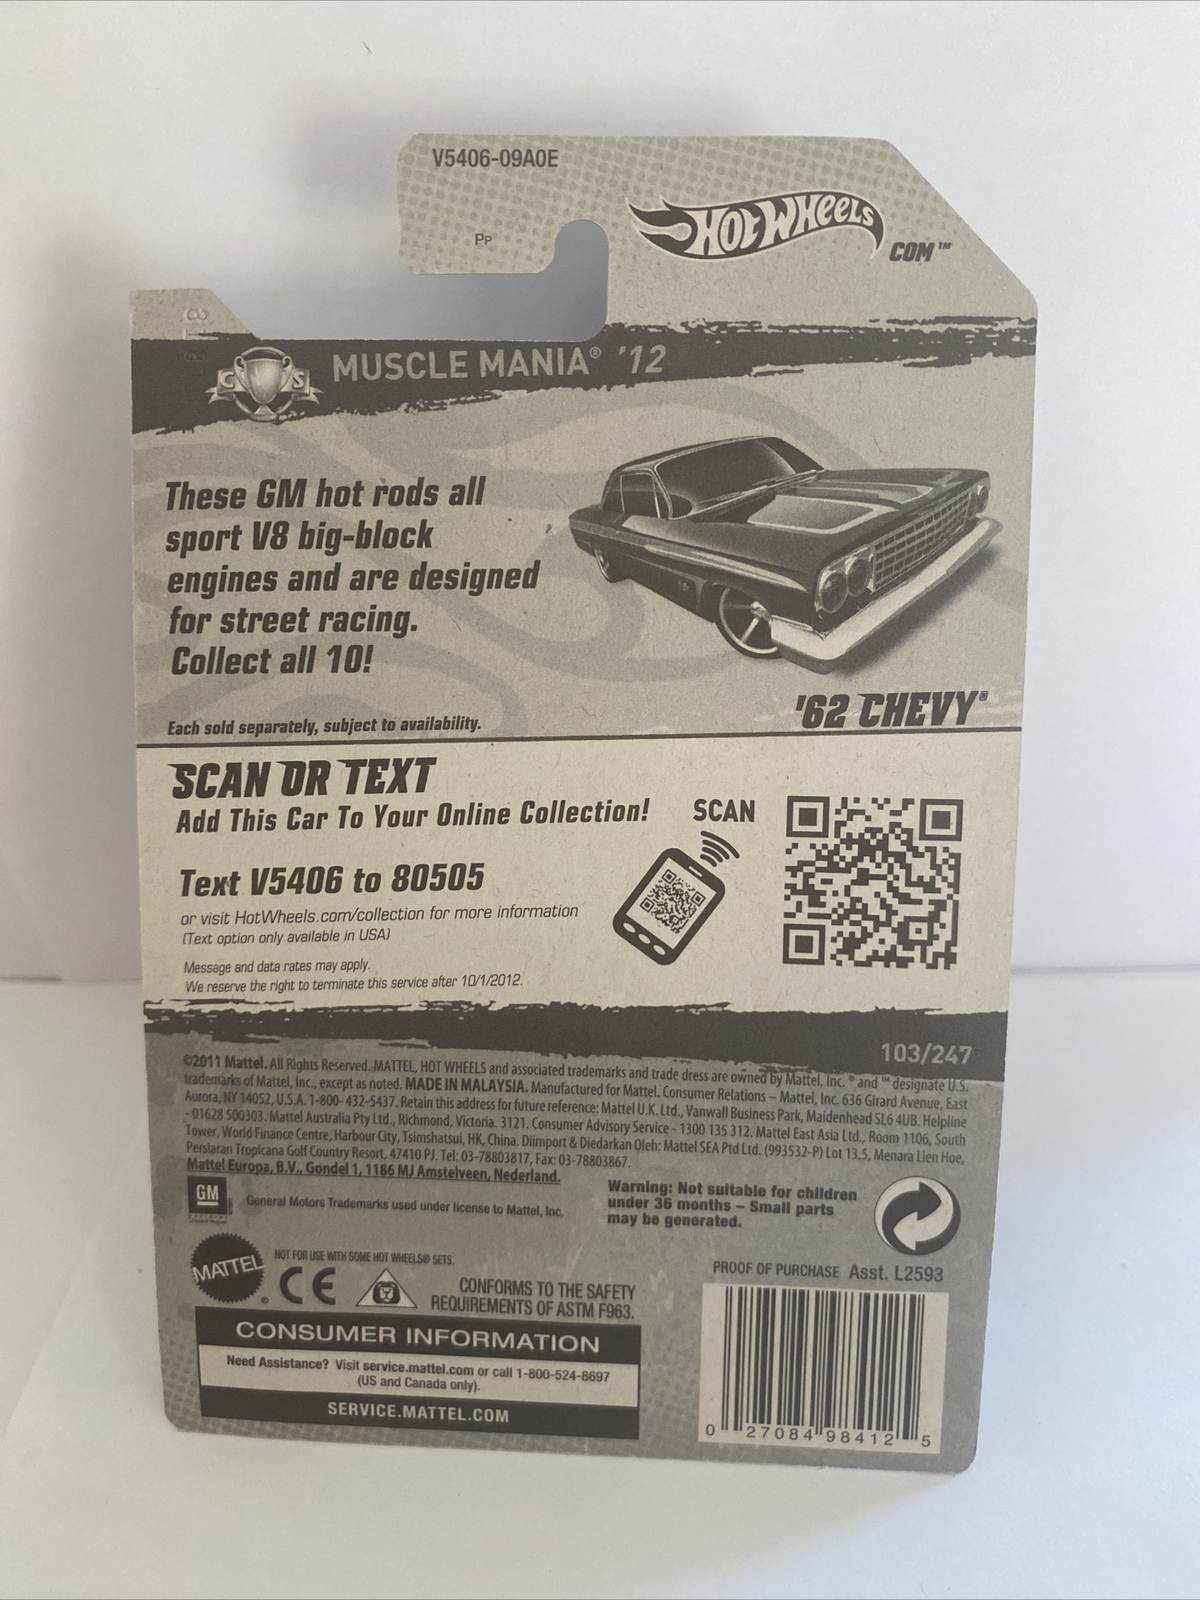 V5406-09A0E
HOT WHEELS
COM™
PP
C S
MUSCLE MANIA® '12
These GM hot rods all
sport V8 big-block
engines and are designed
for street racing.
Collect all 10!
'62 CHEVY®
Each sold separately, subject to availability.
SCAN OR TEXT
Add This Car To Your Online Collection!
SCAN
Text V5406 to 80505
or visit HotWheels.com/collection for more information
(Text option only available in USA)
Message and data rates may apply.
We reserve the right to terminate this service after 10/1/2012.
103/247
©2011 Mattel. All Rights Reserved. MATTEL, HOT WHEELS and associated trademarks and trade dress are owned by Mattel, Inc. ® and ™ designate U.S.
trademarks of Mattel, Inc., except as noted. MADE IN MALAYSIA. Manufactured for Mattel. Consumer Relations – Mattel, Inc. 636 Girard Avenue, East
Aurora, NY 14052, U.S.A. 1-800- 432-5437. Retain this address for future reference: Mattel U.K. Ltd., Vanwall Business Park, Maidenhead SL6 4UB. Helpline
- 01628 500303. Mattel Australia Pty Ltd., Richmond, Victoria. 3121. Consumer Advisory Service - 1300 135 312. Mattel East Asia Ltd., Room 1106, South
Tower, World Finance Centre, Harbour City, Tsimshatsui, HK, China. Diimport & Diedarkan Oleh: Mattel SEA Ptd Ltd. (993532-P) Lot 13.5, Menara Lien Hoe,
Persiaran Tropicana Golf Country Resort, 47410 PJ. Tel: 03-78803817, Fax: 03-78803867.
Mattel Europa, B.V., Gondel 1, 1186 MJ Amstelveen, Nederland.
GM
General Motors Trademarks used under license to Mattel, Inc.
Warning: Not suitable for children
under 36 months – Small parts
may be generated.
MATTEL®
NOT FOR USE WITH SOME HOT WHEELS® SETS.
CE
CONFORMS TO THE SAFETY
REQUIREMENTS OF ASTM F963.
PROOF OF PURCHASE Asst. L2593
CONSUMER INFORMATION
Need Assistance? Visit service.mattel.com or call 1-800-524-8697
(US and Canada only).
SERVICE.MATTEL.COM
0 27084 98412 5